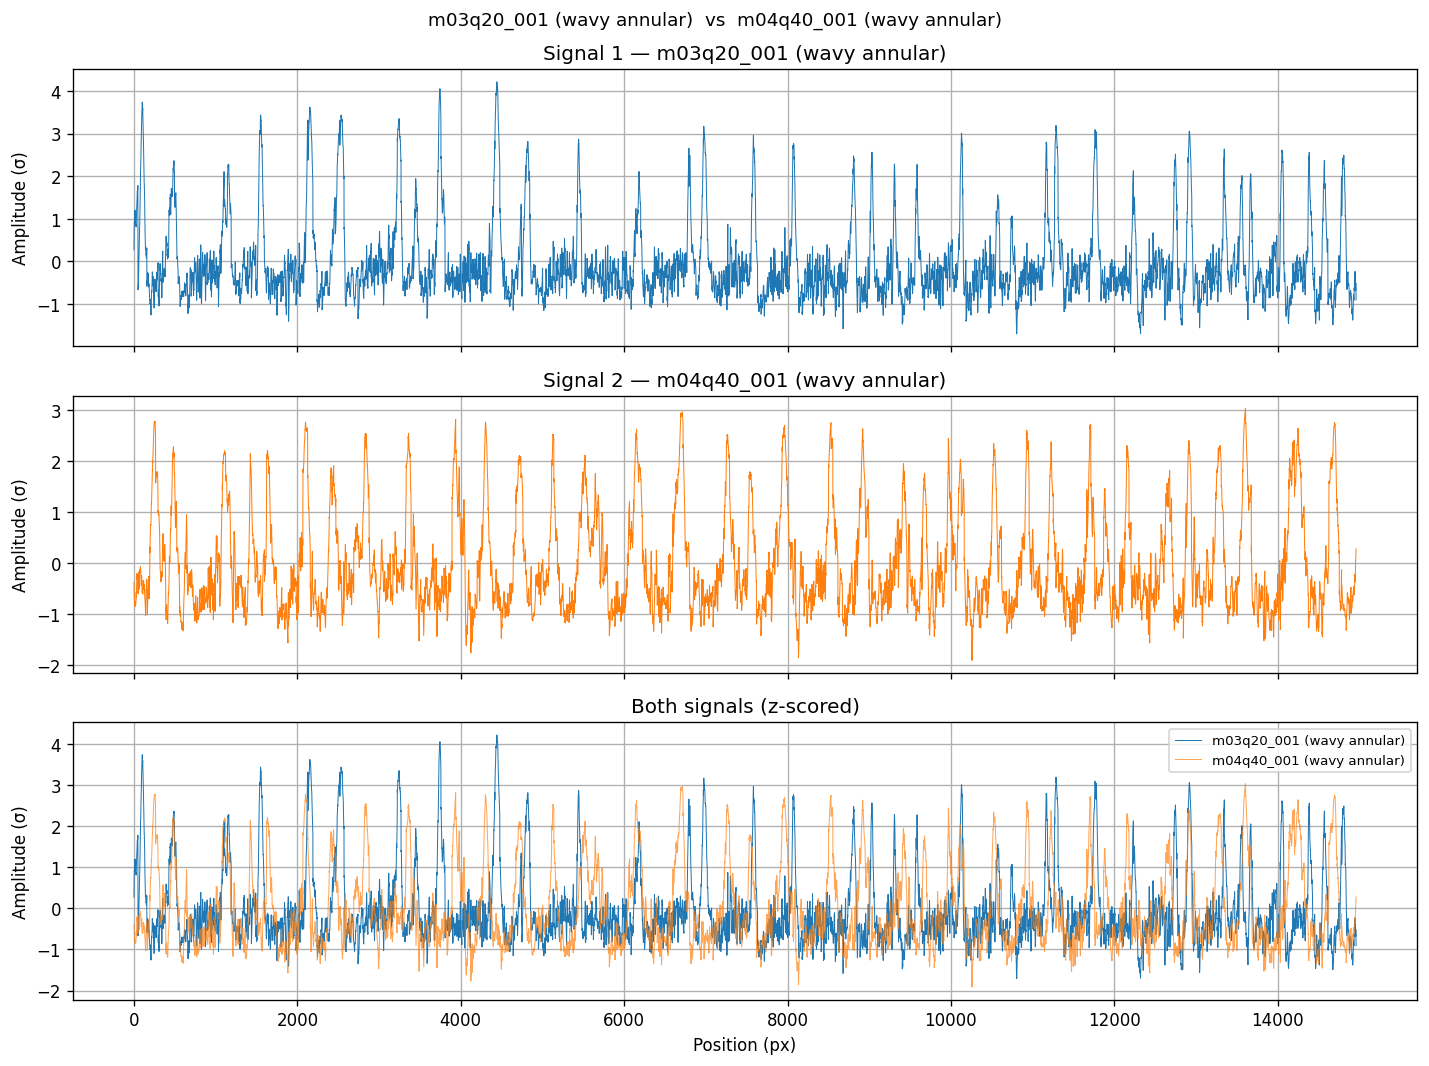 m03q20_001 (wavy annular)  vs  m04q40_001 (wavy annular)
Signal 1 — m03q20_001 (wavy annular)
Amplitude (σ)
4
3
2
1
0
−1
Signal 2 — m04q40_001 (wavy annular)
Amplitude (σ)
3
2
1
0
−1
−2
Both signals (z-scored)
m03q20_001 (wavy annular)
m04q40_001 (wavy annular)
Amplitude (σ)
4
3
2
1
0
−1
−2
0 2000 4000 6000 8000 10000 12000 14000
Position (px)